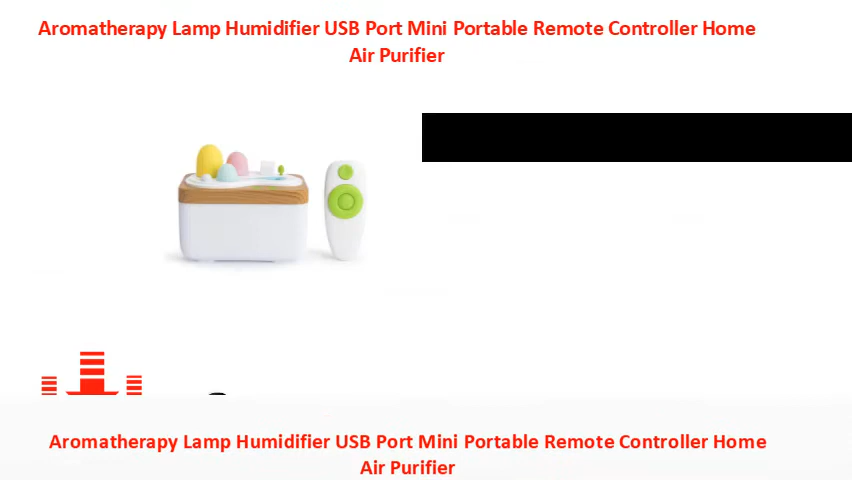 Aromatherapy Lamp Humidifier USB Port Mini Portable Remote Controller Home
Air Purifier
Aromatherapy Lamp Humidifier USB Port Mini Portable Remote Controller Home
Air Purifier